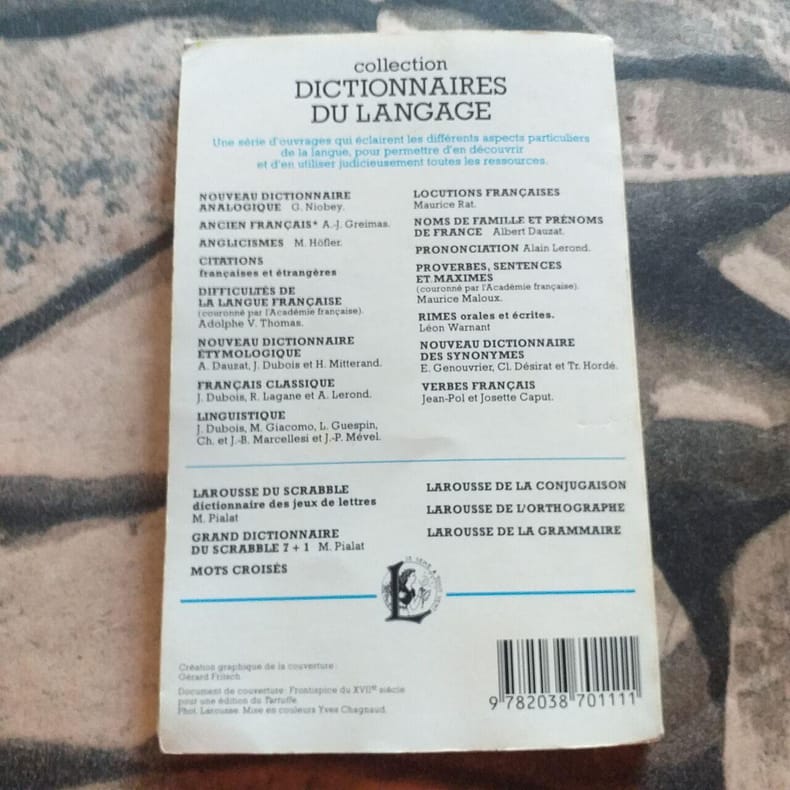 collection
DICTIONNAIRES
DU LANGAGE
Une série d'ouvrages qui éclairent les différents aspects particuliers
de la langue, pour permettre d'en découvrir
et d'en utiliser judicieusement toutes les ressources.
NOUVEAU DICTIONNAIRE
ANALOGIQUE G. Niobey.
ANCIEN FRANÇAIS* A.-J. Greimas.
ANGLICISMES M. Höfler.
CITATIONS
françaises et étrangères
DIFFICULTÉS DE
LA LANGUE FRANÇAISE
(couronné par l'Académie française).
Adolphe V. Thomas.
NOUVEAU DICTIONNAIRE
ÉTYMOLOGIQUE
A. Dauzat, J. Dubois et H. Mitterand.
FRANÇAIS CLASSIQUE
J. Dubois, R. Lagane et A. Lerond.
LINGUISTIQUE
J. Dubois, M. Giacomo, L. Guespin,
Ch. et J.-B. Marcellesi et J.-P. Mével.
LOCUTIONS FRANÇAISES
Maurice Rat.
NOMS DE FAMILLE ET PRÉNOMS
DE FRANCE Albert Dauzat.
PRONONCIATION Alain Lerond.
PROVERBES, SENTENCES
ET MAXIMES
(couronné par l'Académie française).
Maurice Maloux.
RIMES orales et écrites.
Léon Warnant
NOUVEAU DICTIONNAIRE
DES SYNONYMES
E. Genouvrier, Cl. Désirat et Tr. Hordé.
VERBES FRANÇAIS
Jean-Pol et Josette Caput.
LAROUSSE DU SCRABBLE
dictionnaire des jeux de lettres
M. Pialat
GRAND DICTIONNAIRE
DU SCRABBLE 7 + 1 M. Pialat
MOTS CROISÉS
LAROUSSE DE LA CONJUGAISON
LAROUSSE DE L'ORTHOGRAPHE
LAROUSSE DE LA GRAMMAIRE
L
Création graphique de la couverture :
Gérard Fritsch.
Document de couverture : Frontispice du XVIIe siècle
pour une édition du Tartuffe.
Phot. Larousse. Mise en couleurs Yves Chagnaud.
9 782038 701111